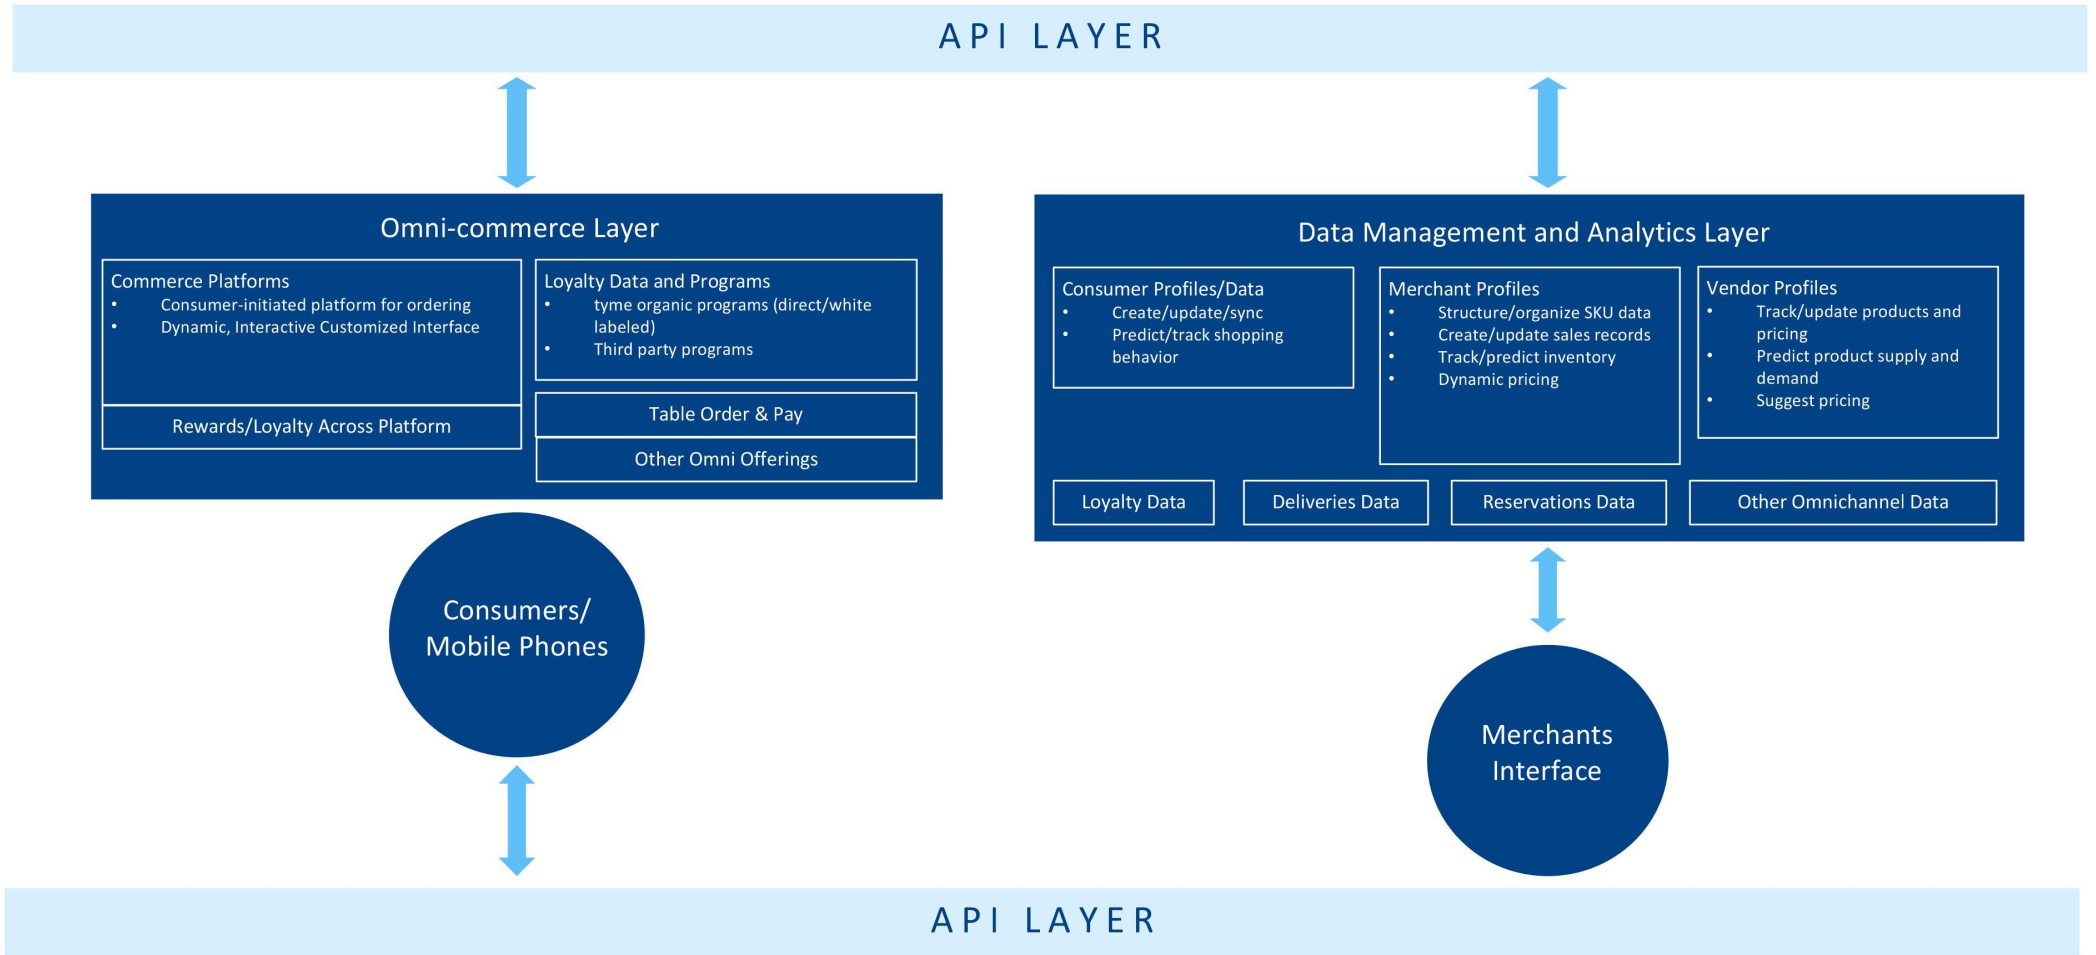 API LAYER
Omni-commerce Layer
Commerce Platforms
• Consumer-initiated platform for ordering
• Dynamic, Interactive Customized Interface
Rewards/Loyalty Across Platform
Loyalty Data and Programs
• tyme organic programs (direct/white
labeled)
• Third party programs
Table Order & Pay
Other Omni Offerings
Consumers/
Mobile Phones
Data Management and Analytics Layer
Consumer Profiles/Data
• Create/update/sync
• Predict/track shopping
behavior
Merchant Profiles
• Structure/organize SKU data
• Create/update sales records
• Track/predict inventory
• Dynamic pricing
Vendor Profiles
• Track/update products and
pricing
• Predict product supply and
demand
• Suggest pricing
Loyalty Data
Deliveries Data
Reservations Data
Other Omnichannel Data
Merchants
Interface
API LAYER